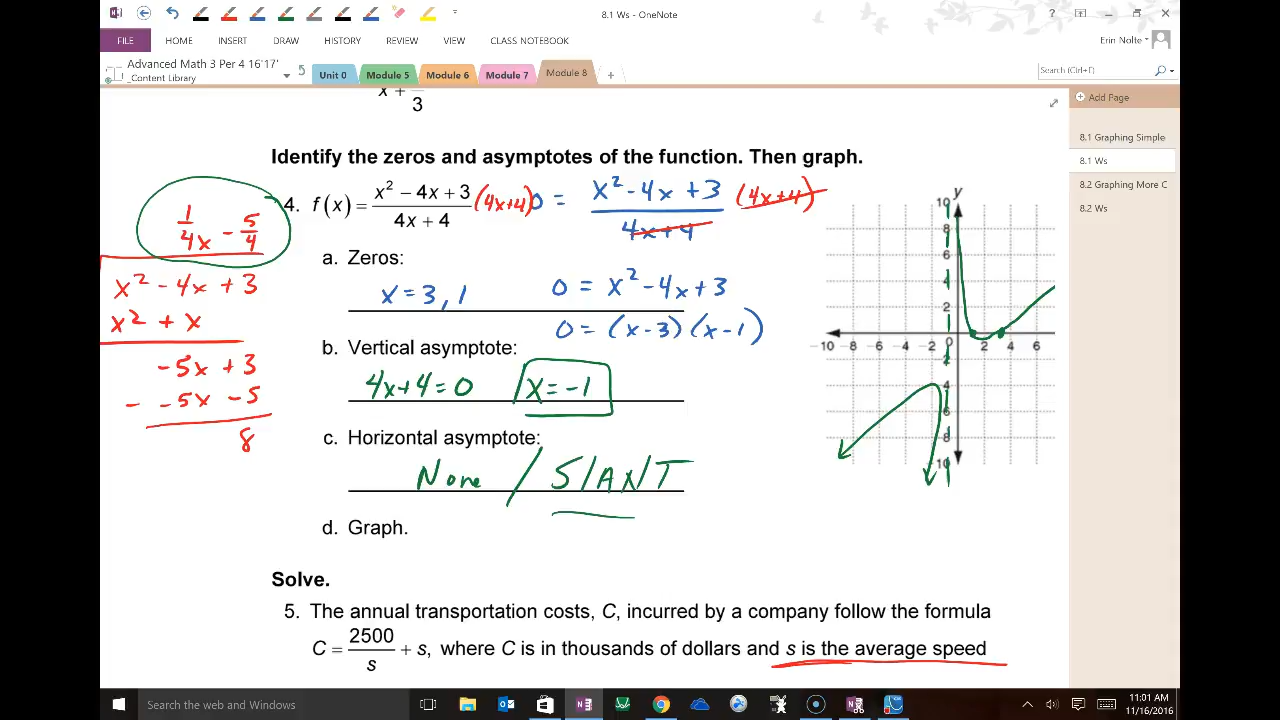 8.1 Ws - OneNote
FILE HOME INSERT DRAW HISTORY REVIEW VIEW CLASS NOTEBOOK
Erin Nolte
Advanced Math 3 Per 4 16'17'
_Content Library
Unit 0 Module 5 Module 6 Module 7 Module 8 +
Search (Ctrl+E)
Add Page
8.1 Graphing Simple
8.1 Ws
8.2 Graphing More C
8.2 Ws
x +
3
Identify the zeros and asymptotes of the function. Then graph.
4. f(x) = (x² − 4x + 3)/(4x + 4) (4x+4) 0 = (x² - 4x + 3)/(4x+4) (4x+4)
1/4x - 5/4
x² - 4x + 3
x² + x
-5x + 3
- -5x - 5
8
a. Zeros:
x = 3, 1
0 = x² - 4x + 3
0 = (x-3)(x-1)
b. Vertical asymptote:
4x+4=0 x = -1
c. Horizontal asymptote:
None / SlANT
d. Graph.
y
10
8
6
4
2
−10 −8 −6 −4 −2 0 2 4 6
2
4
6
8
10
Solve.
5. The annual transportation costs, C, incurred by a company follow the formula
C = 2500/s + s, where C is in thousands of dollars and s is the average speed
Search the web and Windows
11:01 AM
11/16/2016